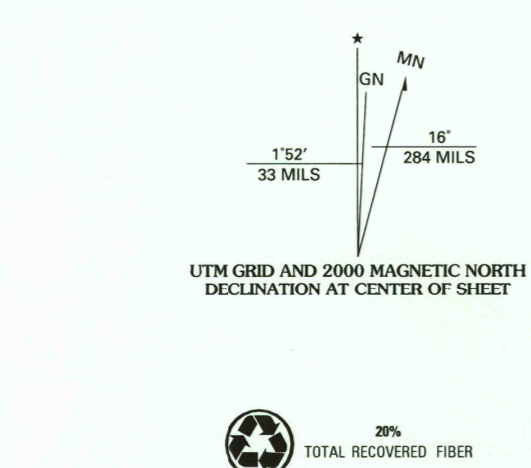 ★
MN
GN
1°52′
33 MILS
16°
284 MILS
UTM GRID AND 2000 MAGNETIC NORTH
DECLINATION AT CENTER OF SHEET
20%
TOTAL RECOVERED FIBER